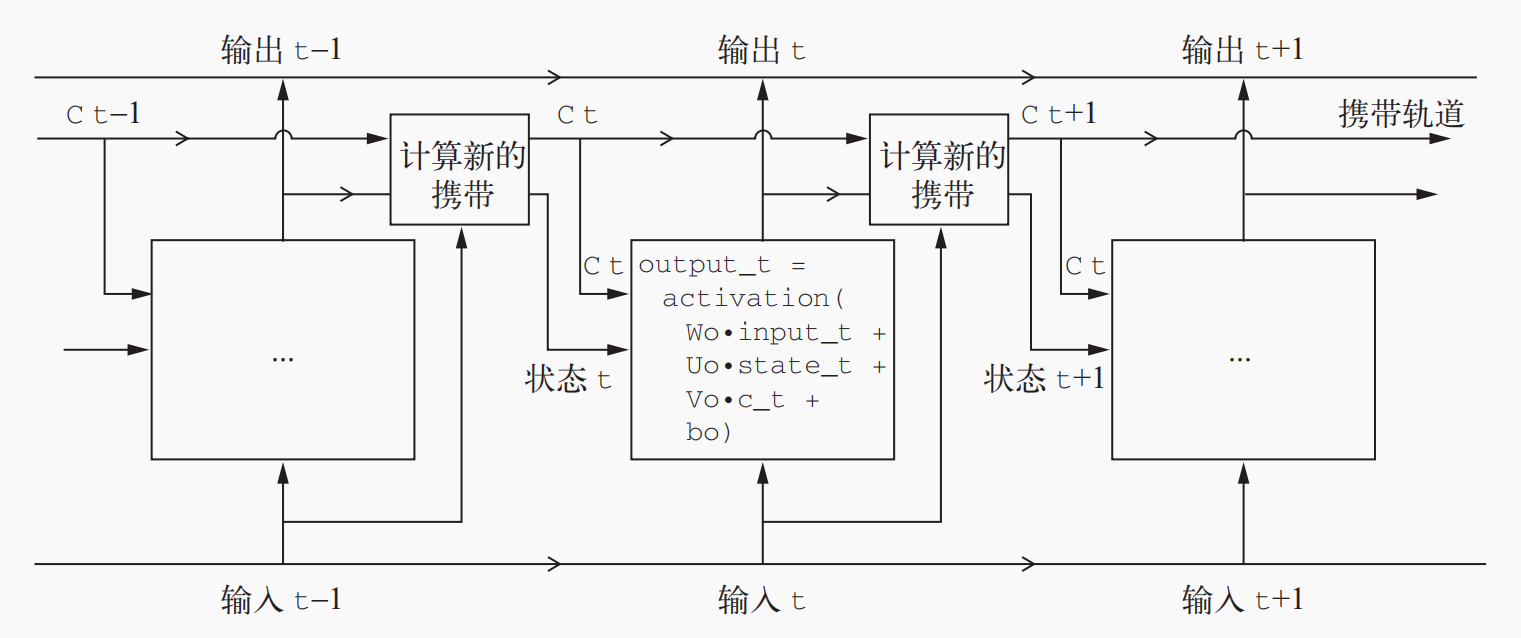 输出 t−1
输出 t
输出 t+1
C t−1
C t
C t+1
携带轨道
计算新的
携带
计算新的
携带
C t
output_t =
activation(
Wo•input_t +
Uo•state_t +
Vo•c_t +
bo)
C t
...
...
状态 t
状态 t+1
输入 t−1
输入 t
输入 t+1